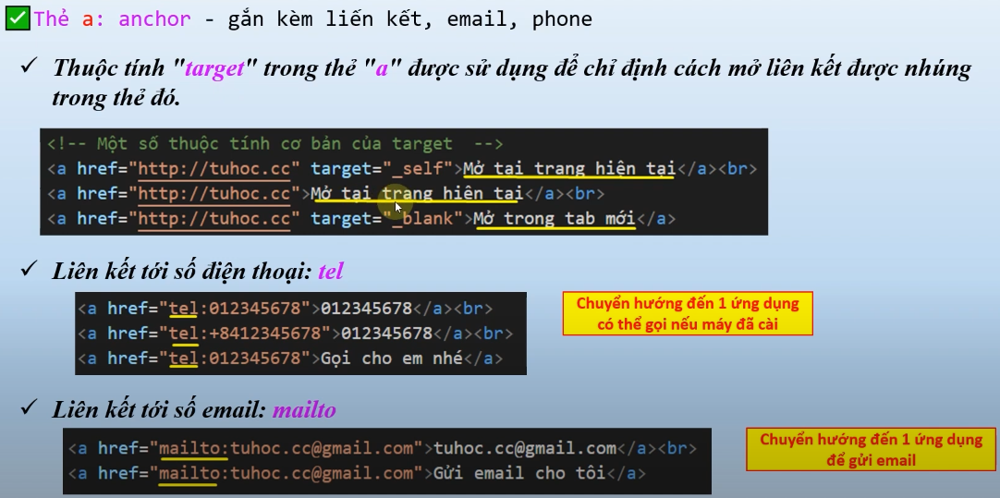 Thẻ a: anchor - gắn kèm liến kết, email, phone
✓ Thuộc tính "target" trong thẻ "a" được sử dụng để chỉ định cách mở liên kết được nhúng
trong thẻ đó.
<!-- Một số thuộc tính cơ bản của target -->
<a href="http://tuhoc.cc" target="_self">Mở tại trang hiện tại</a><br>
<a href="http://tuhoc.cc">Mở tại trang hiện tại</a><br>
<a href="http://tuhoc.cc" target="_blank">Mở trong tab mới</a>
✓ Liên kết tới số điện thoại: tel
<a href="tel:012345678">012345678</a><br>
<a href="tel:+8412345678">012345678</a><br>
<a href="tel:012345678">Gọi cho em nhé</a>
Chuyển hướng đến 1 ứng dụng
có thể gọi nếu máy đã cài
✓ Liên kết tới số email: mailto
<a href="mailto:tuhoc.cc@gmail.com">tuhoc.cc@gmail.com</a><br>
<a href="mailto:tuhoc.cc@gmail.com">Gửi email cho tôi</a>
Chuyển hướng đến 1 ứng dụng
để gửi email